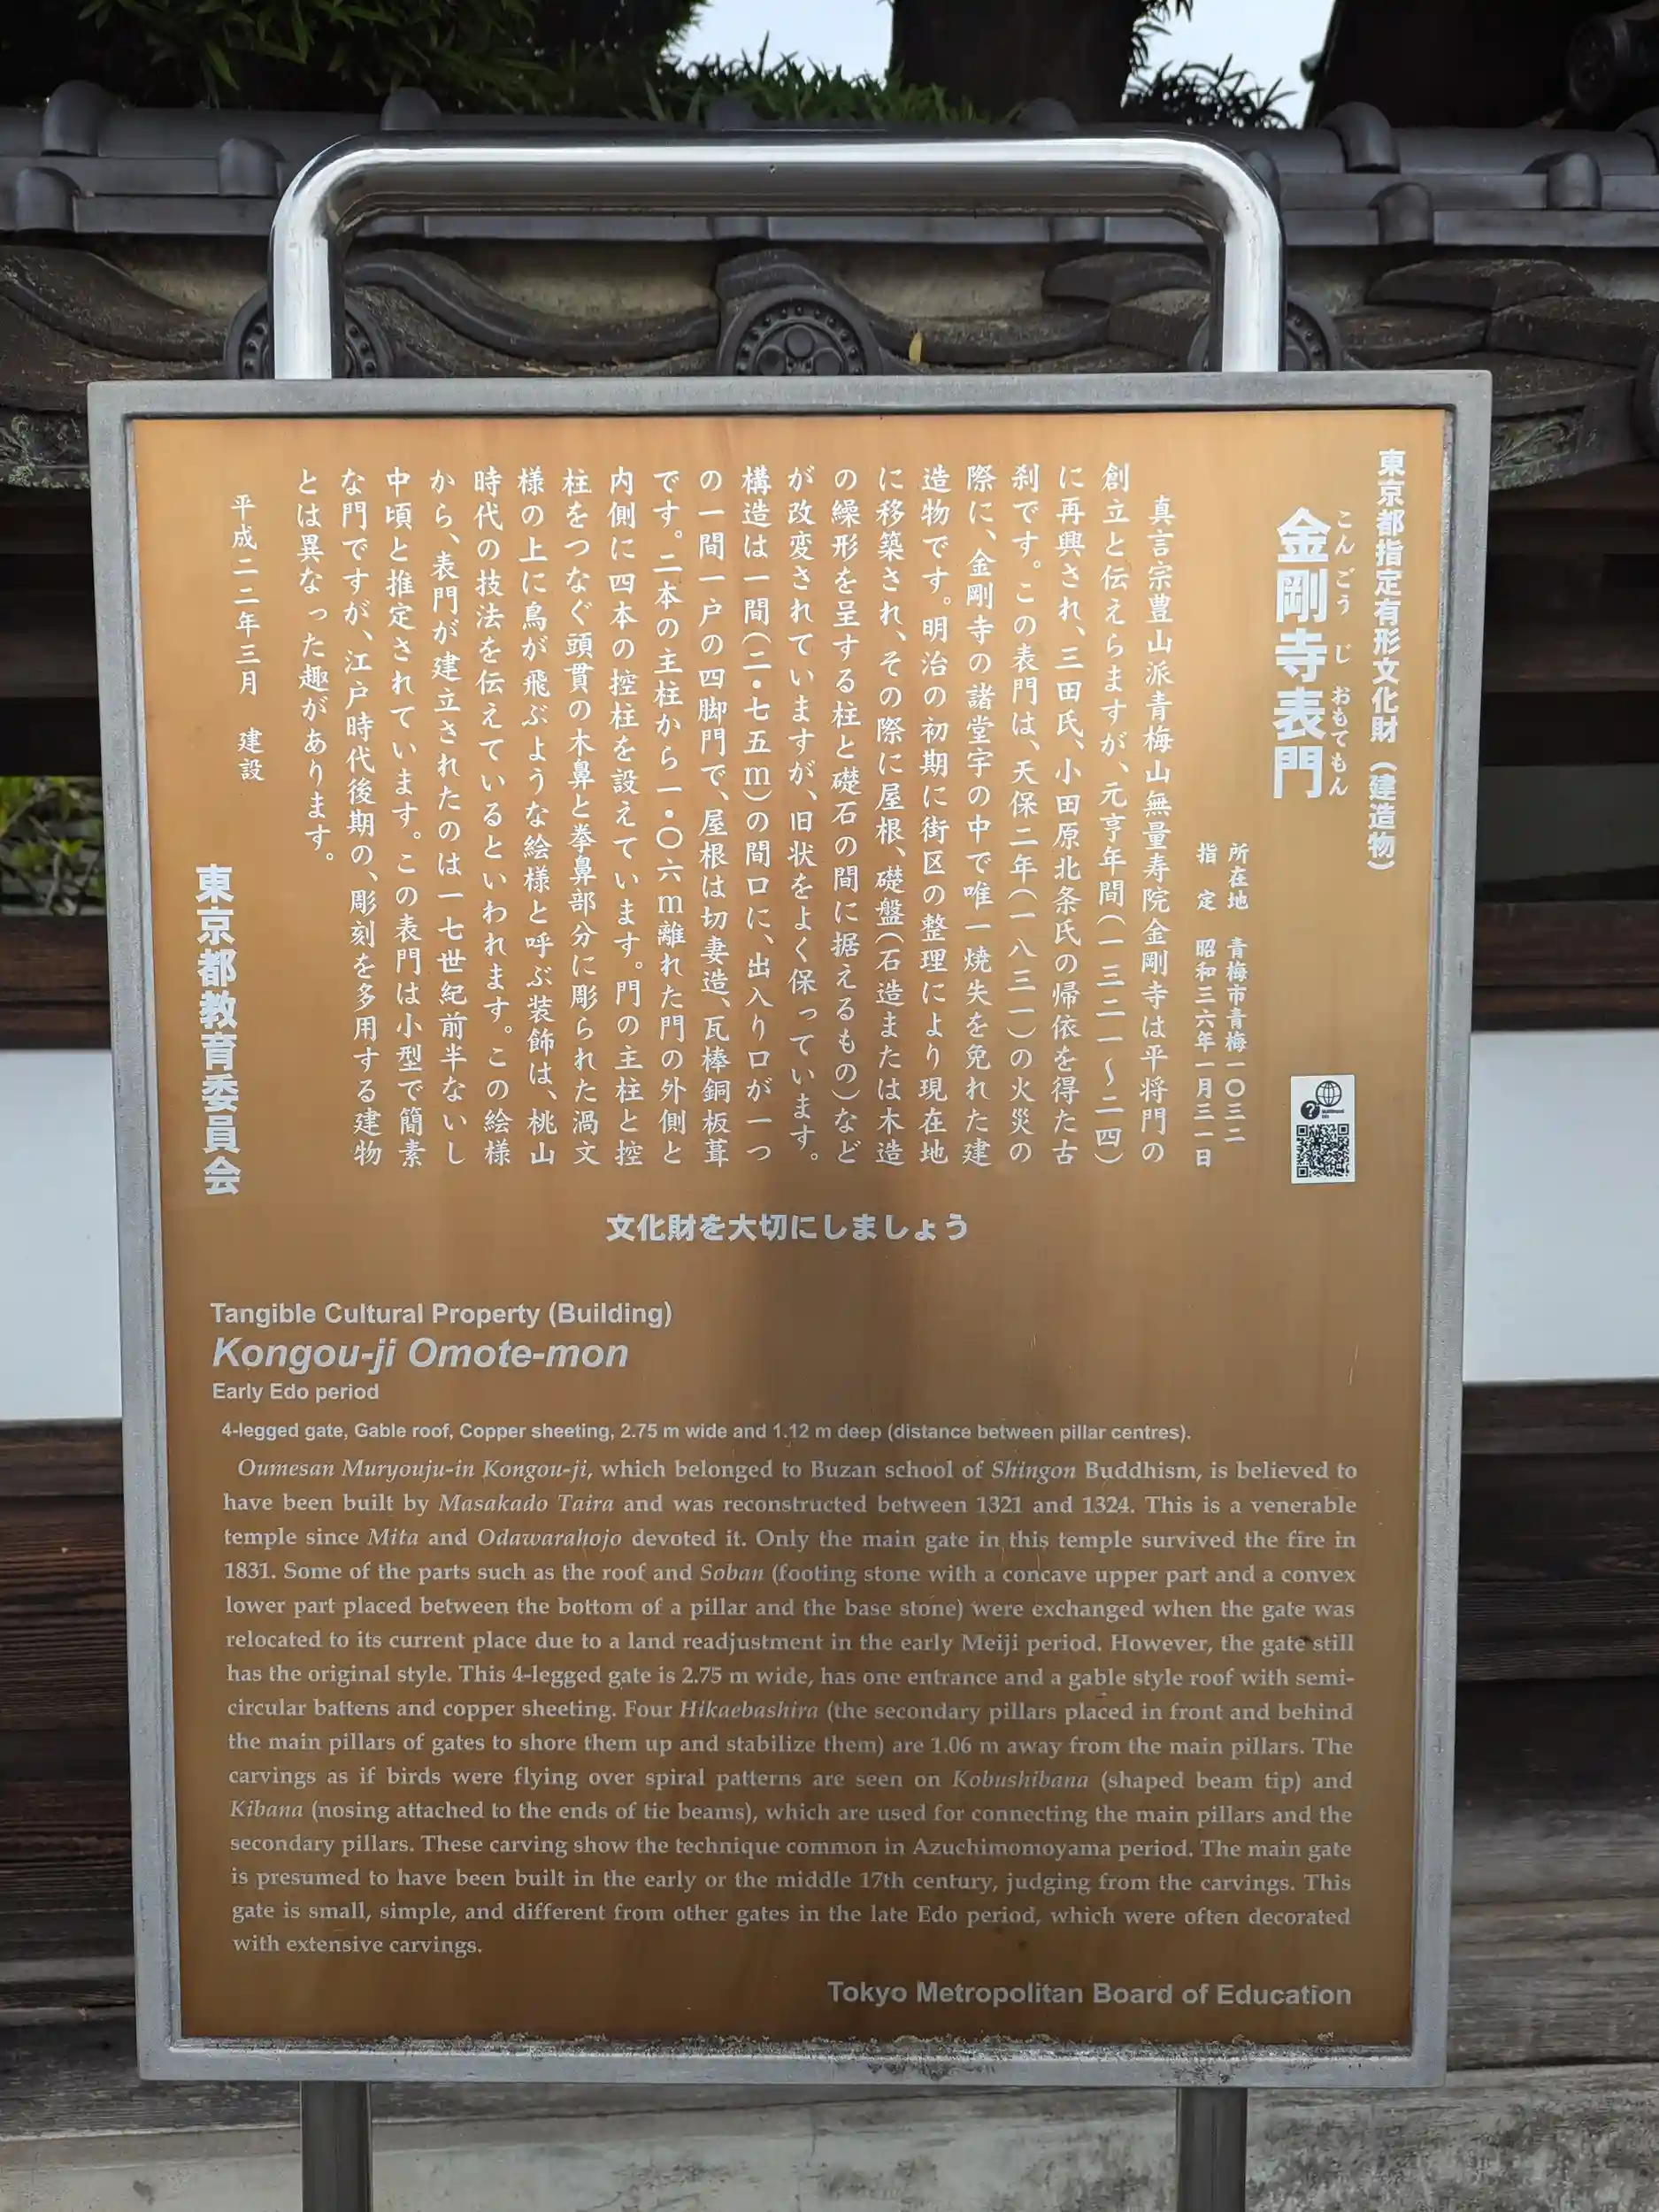 東京都指定有形文化財（建造物）
こんごう じ おもてもん
金剛寺表門
所在地 青梅市青梅一〇三二
指 定 昭和三六年一月三一日
真言宗豊山派青梅山無量寿院金剛寺は平将門の
創立と伝えらますが、元亨年間（一三二一～二四）
に再興され、三田氏、小田原北条氏の帰依を得た古
刹です。この表門は、天保二年（一八三一）の火災の
際に、金剛寺の諸堂宇の中で唯一焼失を免れた建
造物です。明治の初期に街区の整理により現在地
に移築され、その際に屋根、礎盤（石造または木造
の繰形を呈する柱と礎石の間に据えるもの）など
が改変されていますが、旧状をよく保っています。
構造は一間（二・七五ｍ）の間口に、出入り口が一つ
の一間一戸の四脚門で、屋根は切妻造、瓦棒銅板葺
です。二本の主柱から一・〇六ｍ離れた門の外側と
内側に四本の控柱を設えています。門の主柱と控
柱をつなぐ頭貫の木鼻と拳鼻部分に彫られた渦文
様の上に鳥が飛ぶような絵様と呼ぶ装飾は、桃山
時代の技法を伝えているといわれます。この絵様
から、表門が建立されたのは一七世紀前半ないし
中頃と推定されています。この表門は小型で簡素
な門ですが、江戸時代後期の、彫刻を多用する建物
とは異なった趣があります。
平成二二年三月 建設
東京都教育委員会
文化財を大切にしましょう
Tangible Cultural Property (Building)
Kongou-ji Omote-mon
Early Edo period
4-legged gate, Gable roof, Copper sheeting, 2.75 m wide and 1.12 m deep (distance between pillar centres).
Oumesan Muryouju-in Kongou-ji, which belonged to Buzan school of Shingon Buddhism, is believed to
have been built by Masakado Taira and was reconstructed between 1321 and 1324. This is a venerable
temple since Mita and Odawarahojo devoted it. Only the main gate in this temple survived the fire in
1831. Some of the parts such as the roof and Soban (footing stone with a concave upper part and a convex
lower part placed between the bottom of a pillar and the base stone) were exchanged when the gate was
relocated to its current place due to a land readjustment in the early Meiji period. However, the gate still
has the original style. This 4-legged gate is 2.75 m wide, has one entrance and a gable style roof with semi-
circular battens and copper sheeting. Four Hikaebashira (the secondary pillars placed in front and behind
the main pillars of gates to shore them up and stabilize them) are 1.06 m away from the main pillars. The
carvings as if birds were flying over spiral patterns are seen on Kobushibana (shaped beam tip) and
Kibana (nosing attached to the ends of tie beams), which are used for connecting the main pillars and the
secondary pillars. These carving show the technique common in Azuchimomoyama period. The main gate
is presumed to have been built in the early or the middle 17th century, judging from the carvings. This
gate is small, simple, and different from other gates in the late Edo period, which were often decorated
with extensive carvings.
Tokyo Metropolitan Board of Education